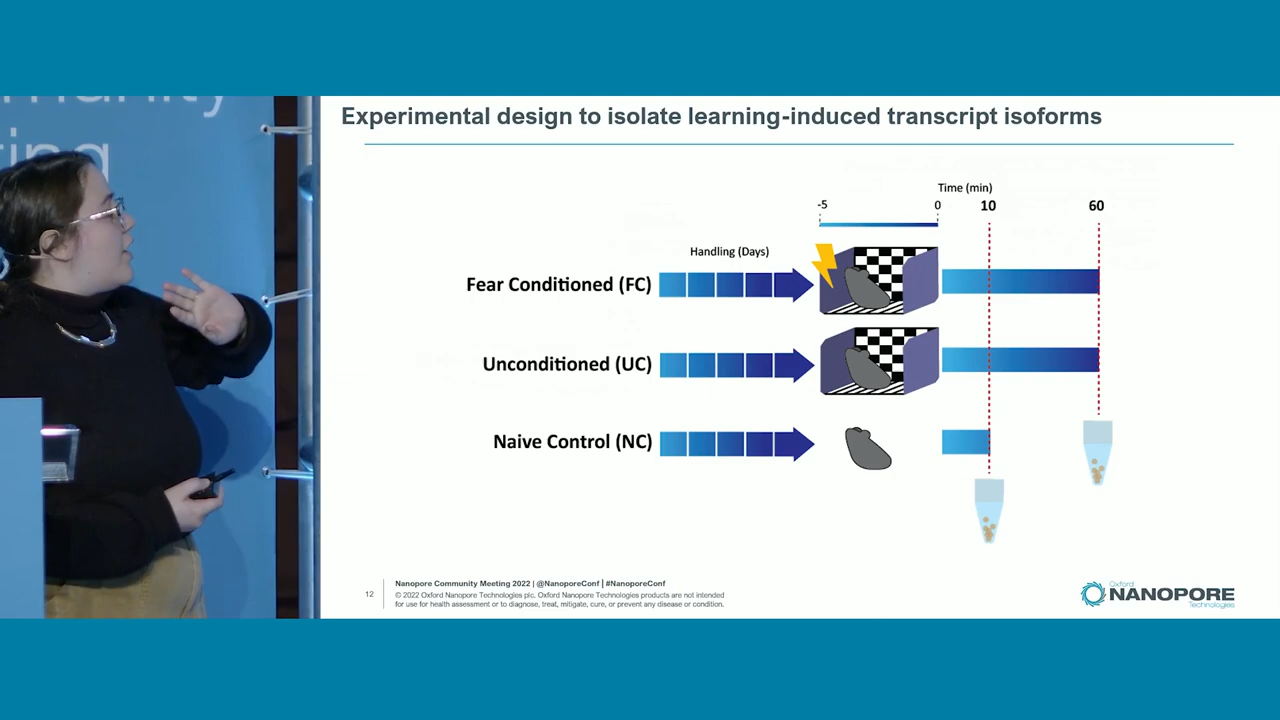 munity
ting
Experimental design to isolate learning-induced transcript isoforms
Time (min)
-5
0
10
60
Handling (Days)
Fear Conditioned (FC)
Unconditioned (UC)
Naive Control (NC)
12
Nanopore Community Meeting 2022 | @NanoporeConf | #NanoporeConf
© 2022 Oxford Nanopore Technologies plc. Oxford Nanopore Technologies products are not intended
for use for health assessment or to diagnose, treat, mitigate, cure, or prevent any disease or condition.
Oxford
NANOPORE
Technologies